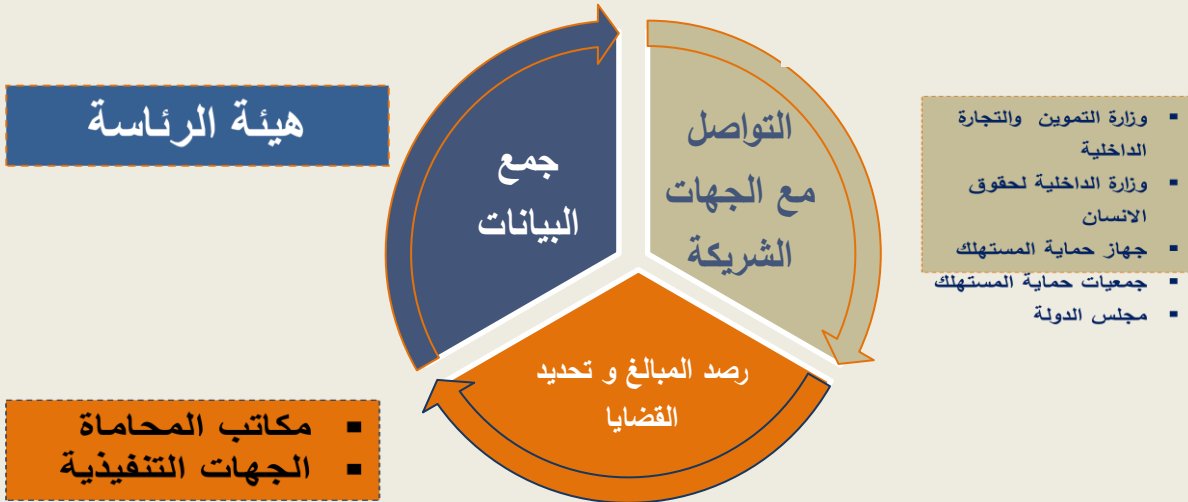 هيئة الرئاسة
جمع
البيانات
التواصل
مع الجهات
الشريكة
▪ وزارة التموين والتجارة
الداخلية
▪ وزارة الداخلية لحقوق
الانسان
▪ جهاز حماية المستهلك
▪ جمعيات حماية المستهلك
▪ مجلس الدولة
رصد المبالغ و تحديد
القضايا
▪ مكاتب المحاماة
▪ الجهات التنفيذية